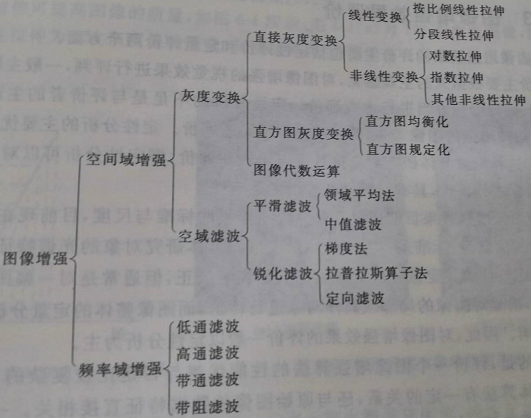 图像增强
空间域增强
灰度变换
直接灰度变换
线性变换
按比例线性拉伸
分段线性拉伸
非线性变换
对数拉伸
指数拉伸
其他非线性拉伸
直方图灰度变换
直方图均衡化
直方图规定化
图像代数运算
空域滤波
平滑滤波
领域平均法
中值滤波
锐化滤波
梯度法
拉普拉斯算子法
定向滤波
频率域增强
低通滤波
高通滤波
带通滤波
带阻滤波